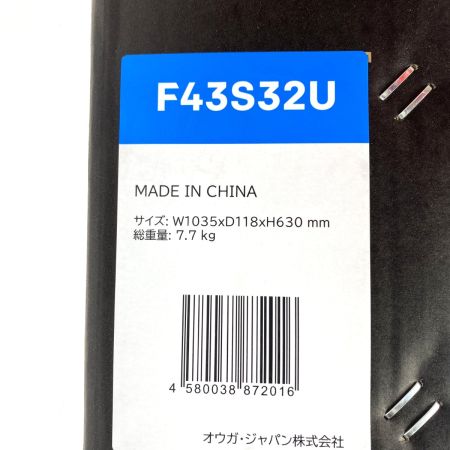 F43S32U
MADE IN CHINA
サイズ: W1035xD118xH630 mm
総重量: 7.7 kg
4 580038 872016
オウガ・ジャパン株式会社